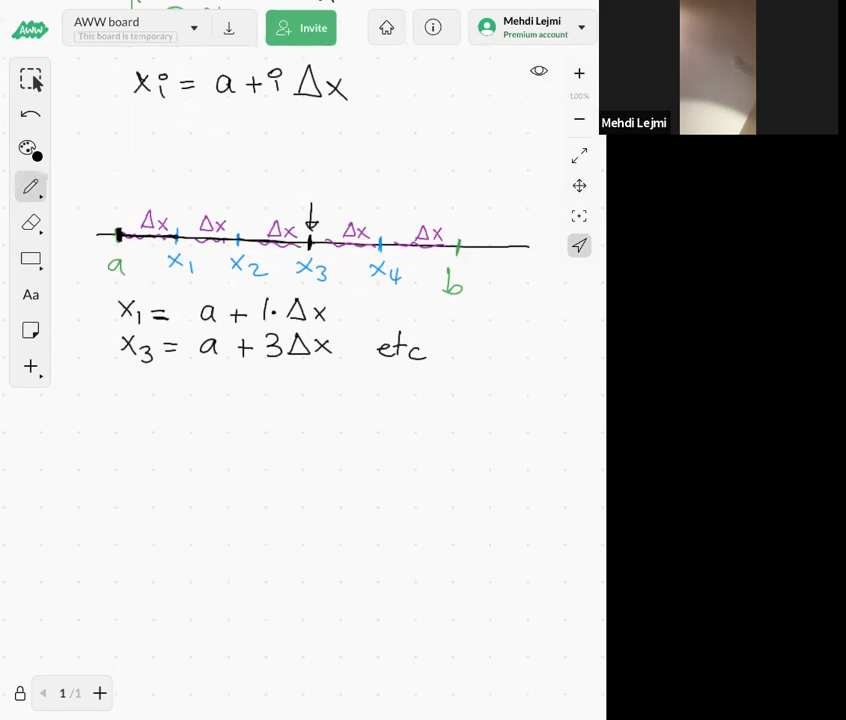 AWW
AWW board
This board is temporary
Invite
Mehdi Lejmi
Premium account
xi = a + i Δx
100%
Mehdi Lejmi
Δx Δx Δx Δx Δx
a x1 x2 x3 x4 b
x1 = a + 1· Δx
x3 = a + 3Δx etc
Aa
1 /1